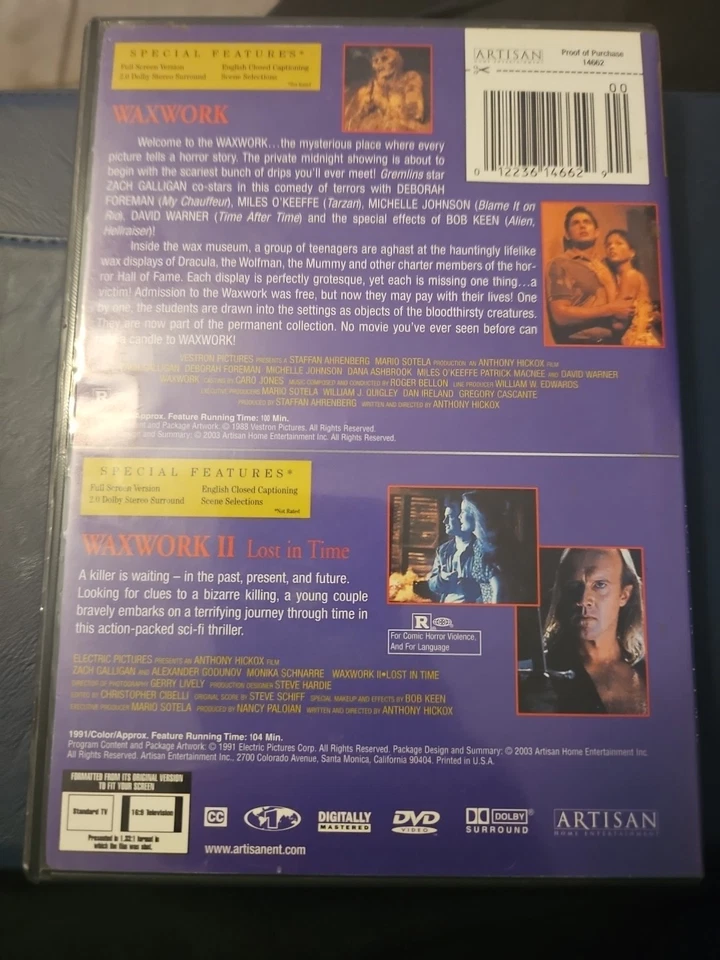 SPECIAL FEATURES*
Full Screen Version
English Closed Captioning
2.0 Dolby Stereo Surround
Scene Selections
*Not Rated
ARTISAN
HOME ENTERTAINMENT
Proof of Purchase
14662
00
0 12236 14662 9
WAXWORK
Welcome to the WAXWORK...the mysterious place where every
picture tells a horror story. The private midnight showing is about to
begin with the scariest bunch of drips you'll ever meet! Gremlins star
ZACH GALLIGAN co-stars in this comedy of terrors with DEBORAH
FOREMAN (My Chauffeur), MILES O'KEEFFE (Tarzan), MICHELLE JOHNSON (Blame It on
Rio), DAVID WARNER (Time After Time) and the special effects of BOB KEEN (Alien,
Hellraiser)!
Inside the wax museum, a group of teenagers are aghast at the hauntingly lifelike
wax displays of Dracula, the Wolfman, the Mummy and other charter members of the hor-
ror Hall of Fame. Each display is perfectly grotesque, yet each is missing one thing...a
victim! Admission to the Waxwork was free, but now they may pay with their lives! One
by one, the students are drawn into the settings as objects of the bloodthirsty creatures.
They are now part of the permanent collection. No movie you've ever seen before can
a candle to WAXWORK!
VESTRON PICTURES PRESENTS A STAFFAN AHRENBERG MARIO SOTELA PRODUCTION AN ANTHONY HICKOX FILM
GALLIGAN DEBORAH FOREMAN MICHELLE JOHNSON DANA ASHBROOK MILES O'KEEFFE PATRICK MACNEE AND DAVID WARNER
WAXWORK CASTING BY CARO JONES MUSIC COMPOSED AND CONDUCTED BY ROGER BELLON LINE PRODUCER WILLIAM W. EDWARDS
EXECUTIVE PRODUCERS MARIO SOTELA WILLIAM J. QUIGLEY DAN IRELAND GREGORY CASCANTE
PRODUCED BY STAFFAN AHRENBERG WRITTEN AND DIRECTED BY ANTHONY HICKOX
R
Approx. Feature Running Time: 100 Min.
© 1988 Vestron Pictures. All Rights Reserved.
and Summary: © 2003 Artisan Home Entertainment Inc. All Rights Reserved.
SPECIAL FEATURES*
Full Screen Version
English Closed Captioning
2.0 Dolby Stereo Surround
Scene Selections
*Not Rated
WAXWORK II Lost in Time
A killer is waiting – in the past, present, and future.
Looking for clues to a bizarre killing, a young couple
bravely embarks on a terrifying journey through time in
this action-packed sci-fi thriller.
R
For Comic Horror Violence,
And For Language
ELECTRIC PICTURES PRESENTS AN ANTHONY HICKOX FILM
ZACH GALLIGAN AND ALEXANDER GODUNOV MONIKA SCHNARRE WAXWORK II•LOST IN TIME
DIRECTOR OF PHOTOGRAPHY GERRY LIVELY PRODUCTION DESIGNER STEVE HARDIE
EDITED BY CHRISTOPHER CIBELLI ORIGINAL SCORE BY STEVE SCHIFF SPECIAL MAKEUP AND EFFECTS BY BOB KEEN
EXECUTIVE PRODUCER MARIO SOTELA PRODUCED BY NANCY PALOIAN WRITTEN AND DIRECTED BY ANTHONY HICKOX
1991/Color/Approx. Feature Running Time: 104 Min.
Program Content and Package Artwork: © 1991 Electric Pictures Corp. All Rights Reserved. Package Design and Summary: © 2003 Artisan Home Entertainment Inc.
All Rights Reserved. Artisan Home Entertainment Inc., 2700 Colorado Avenue, Santa Monica, California 90404. Printed in U.S.A.
FORMATTED FROM ITS ORIGINAL VERSION
TO FIT YOUR SCREEN
Standard TV
16:9 Television
Presented in 1.33:1 format in
which the film was shot.
CC
1
DIGITALLY
MASTERED
DVD
VIDEO
DOLBY
SURROUND
ARTISAN
HOME ENTERTAINMENT
www.artisanent.com